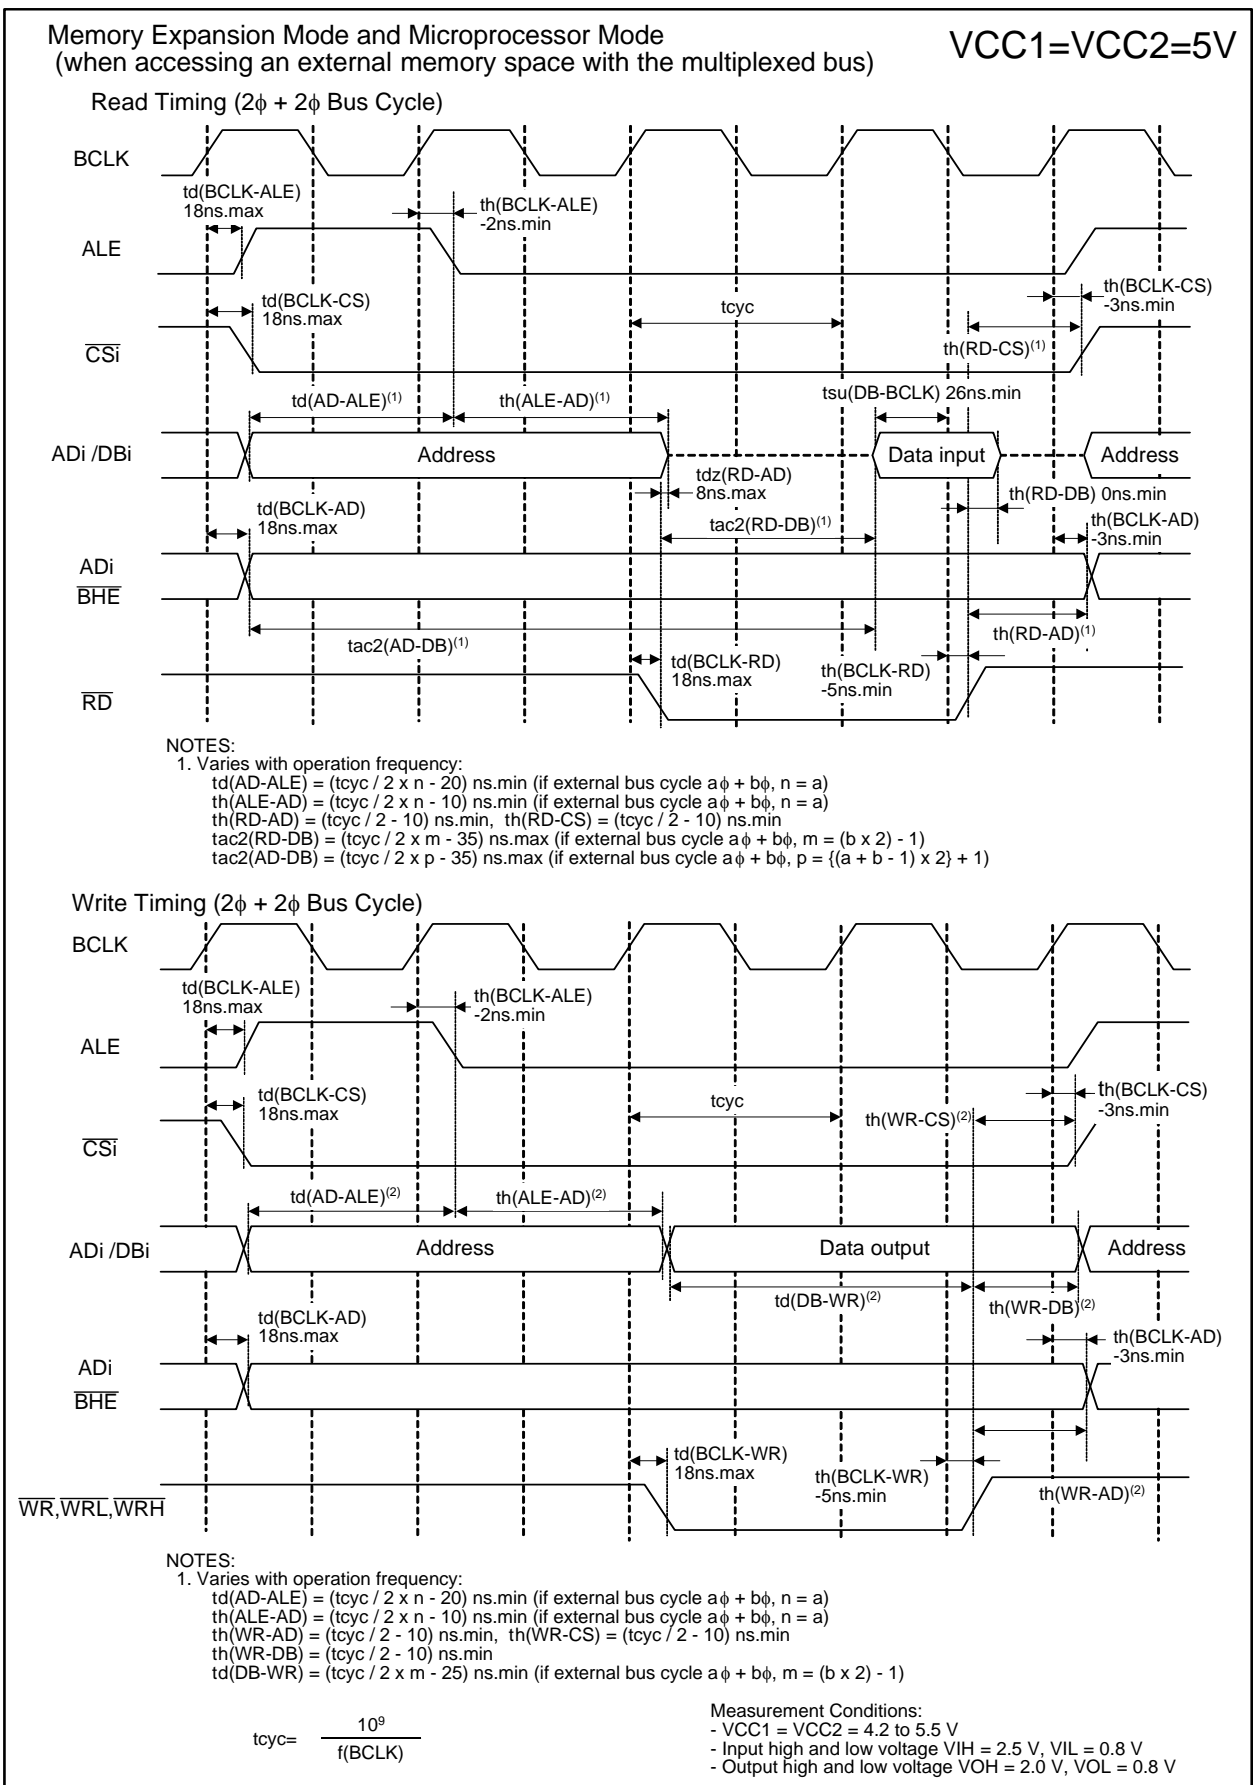 Memory Expansion Mode and Microprocessor Mode
(when accessing an external memory space with the multiplexed bus)
VCC1=VCC2=5V
Read Timing (2ϕ + 2ϕ Bus Cycle)
BCLK
td(BCLK-ALE)
18ns.max
th(BCLK-ALE)
-2ns.min
ALE
td(BCLK-CS)
18ns.max
tcyc
th(BCLK-CS)
-3ns.min
CSi
th(RD-CS)(1)
td(AD-ALE)(1)
th(ALE-AD)(1)
tsu(DB-BCLK) 26ns.min
ADi /DBi
Address
Data input
Address
tdz(RD-AD)
8ns.max
th(RD-DB) 0ns.min
td(BCLK-AD)
18ns.max
tac2(RD-DB)(1)
th(BCLK-AD)
-3ns.min
ADi
BHE
tac2(AD-DB)(1)
th(RD-AD)(1)
td(BCLK-RD)
18ns.max
th(BCLK-RD)
-5ns.min
RD
NOTES:
1. Varies with operation frequency:
td(AD-ALE) = (tcyc / 2 x n - 20) ns.min (if external bus cycle aϕ + bϕ, n = a)
th(ALE-AD) = (tcyc / 2 x n - 10) ns.min (if external bus cycle aϕ + bϕ, n = a)
th(RD-AD) = (tcyc / 2 - 10) ns.min, th(RD-CS) = (tcyc / 2 - 10) ns.min
tac2(RD-DB) = (tcyc / 2 x m - 35) ns.max (if external bus cycle aϕ + bϕ, m = (b x 2) - 1)
tac2(AD-DB) = (tcyc / 2 x p - 35) ns.max (if external bus cycle aϕ + bϕ, p = {(a + b - 1) x 2} + 1)
Write Timing (2ϕ + 2ϕ Bus Cycle)
BCLK
td(BCLK-ALE)
18ns.max
th(BCLK-ALE)
-2ns.min
ALE
td(BCLK-CS)
18ns.max
tcyc
th(BCLK-CS)
-3ns.min
th(WR-CS)(2)
CSi
td(AD-ALE)(2)
th(ALE-AD)(2)
ADi /DBi
Address
Data output
Address
td(DB-WR)(2)
th(WR-DB)(2)
td(BCLK-AD)
18ns.max
th(BCLK-AD)
-3ns.min
ADi
BHE
td(BCLK-WR)
18ns.max
th(BCLK-WR)
-5ns.min
th(WR-AD)(2)
WR,WRL,WRH
NOTES:
1. Varies with operation frequency:
td(AD-ALE) = (tcyc / 2 x n - 20) ns.min (if external bus cycle aϕ + bϕ, n = a)
th(ALE-AD) = (tcyc / 2 x n - 10) ns.min (if external bus cycle aϕ + bϕ, n = a)
th(WR-AD) = (tcyc / 2 - 10) ns.min, th(WR-CS) = (tcyc / 2 - 10) ns.min
th(WR-DB) = (tcyc / 2 - 10) ns.min
td(DB-WR) = (tcyc / 2 x m - 25) ns.min (if external bus cycle aϕ + bϕ, m = (b x 2) - 1)
tcyc= 10⁹ / f(BCLK)
Measurement Conditions:
- VCC1 = VCC2 = 4.2 to 5.5 V
- Input high and low voltage VIH = 2.5 V, VIL = 0.8 V
- Output high and low voltage VOH = 2.0 V, VOL = 0.8 V